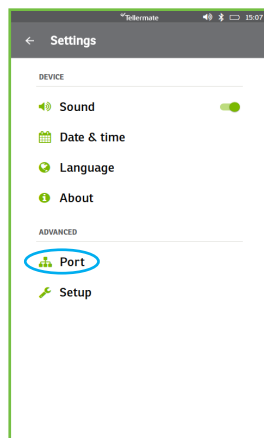 Tellermate 15:07
Settings
DEVICE
Sound
Date & time
Language
About
ADVANCED
Port
Setup